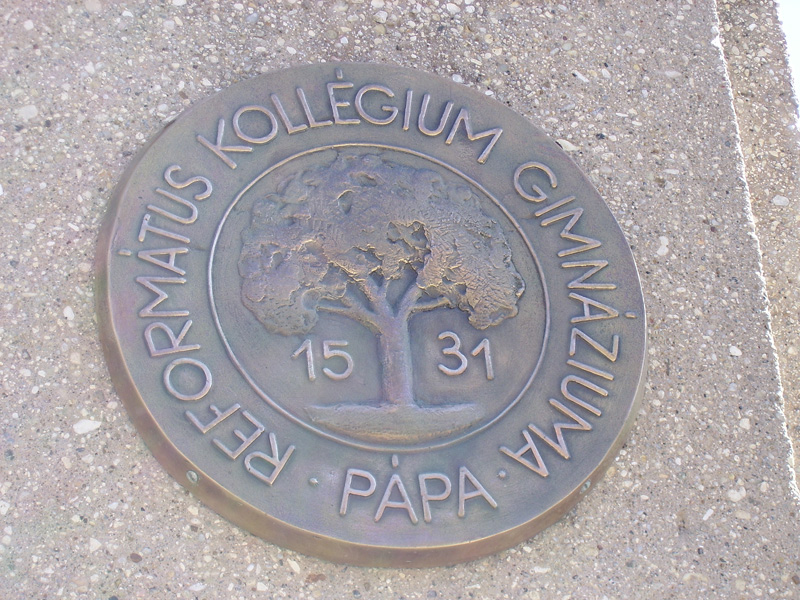 REFORMÁTUS KOLLÉGIUM GIMNÁZIUMA
· PÁPA ·
15 31